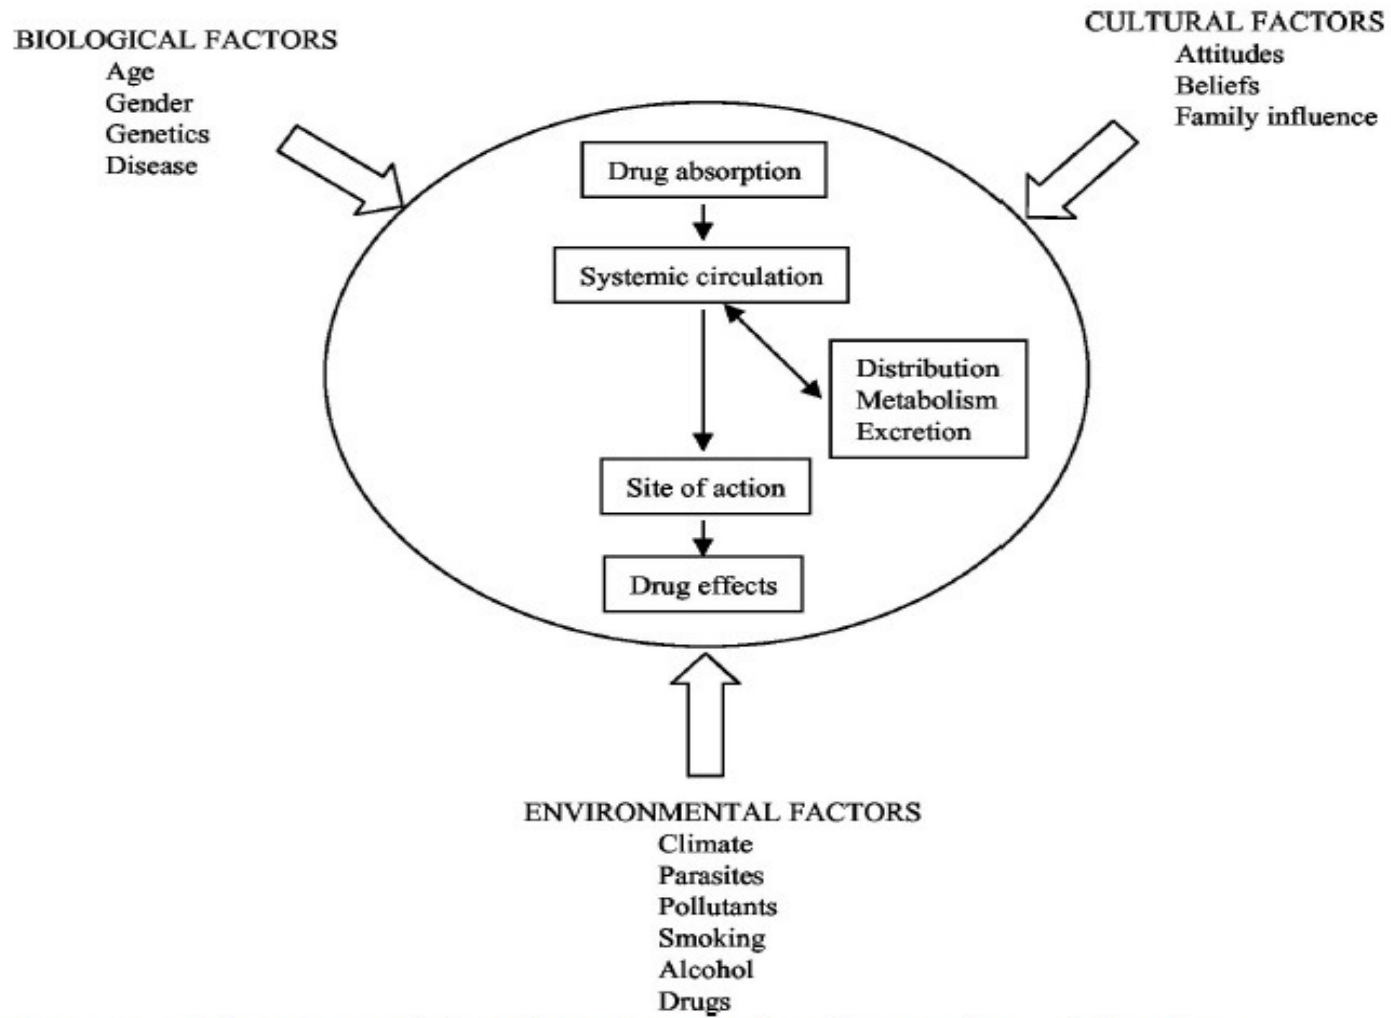 BIOLOGICAL FACTORS
Age
Gender
Genetics
Disease
CULTURAL FACTORS
Attitudes
Beliefs
Family influence
Drug absorption
Systemic circulation
Distribution
Metabolism
Excretion
Site of action
Drug effects
ENVIRONMENTAL FACTORS
Climate
Parasites
Pollutants
Smoking
Alcohol
Drugs